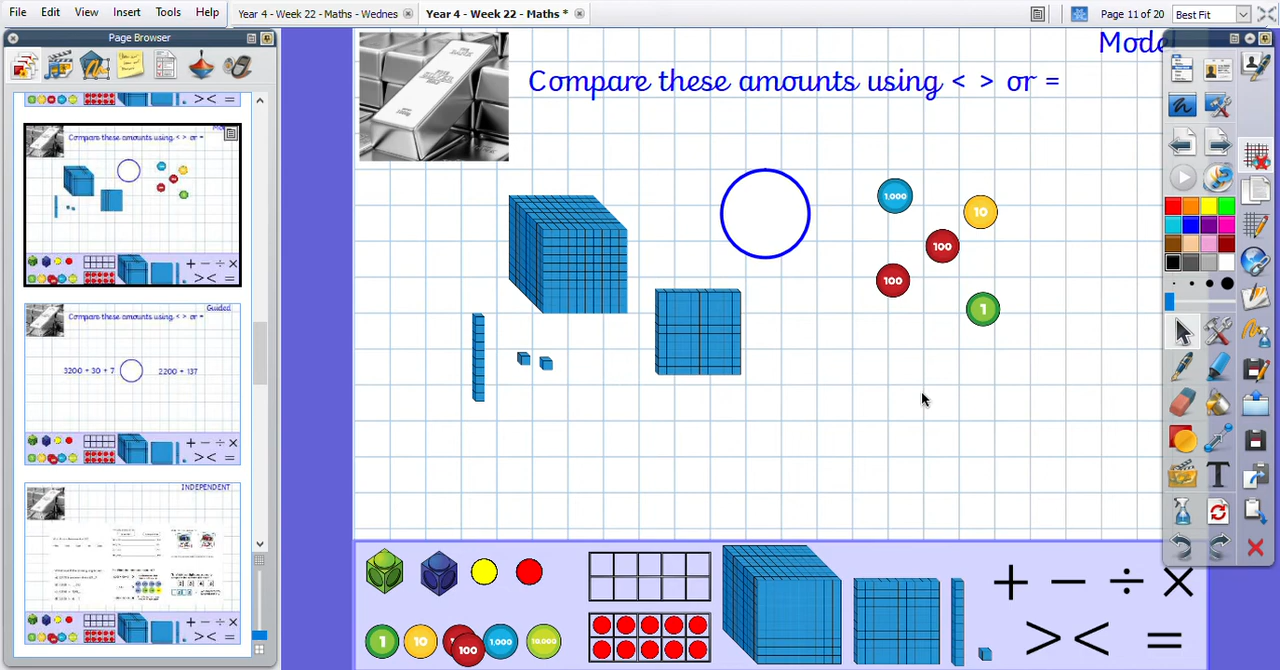 File Edit View Insert Tools Help
Year 4 - Week 22 - Maths - Wednes
Year 4 - Week 22 - Maths *
Page 11 of 20
Best Fit
Page Browser
Compare these amounts using < > or =
Guided
Compare these amounts using < > or =
3200 + 30 + 7
2200 + 137
+ − ÷ ×
> < =
INDEPENDENT
Compare these amounts using < > or =
1,000
10
100
100
1
1 10 100 1,000 10,000
+ − ÷ ×
> < =
T